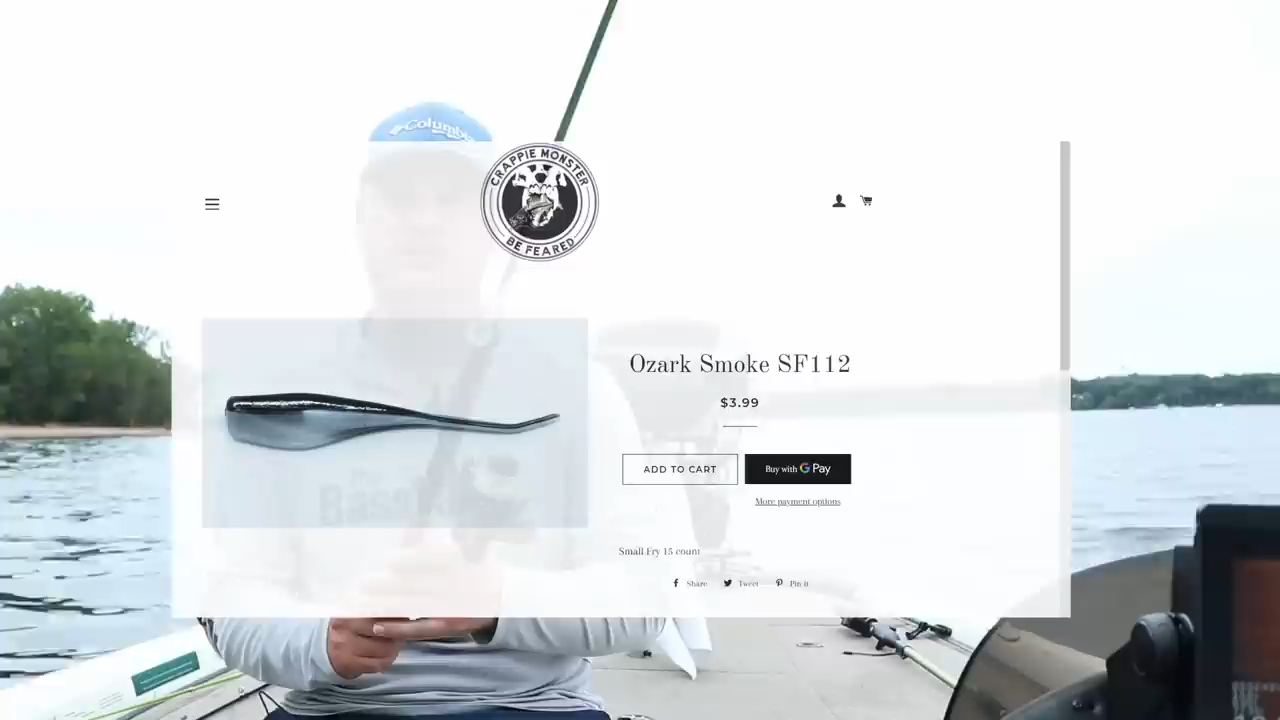 Columbia
CRAPPIE MONSTER
BE FEARED
Ozark Smoke SF112
$3.99
ADD TO CART
Buy with G Pay
More payment options
Bass
Small Fry 15 count
Share
Tweet
Pin it